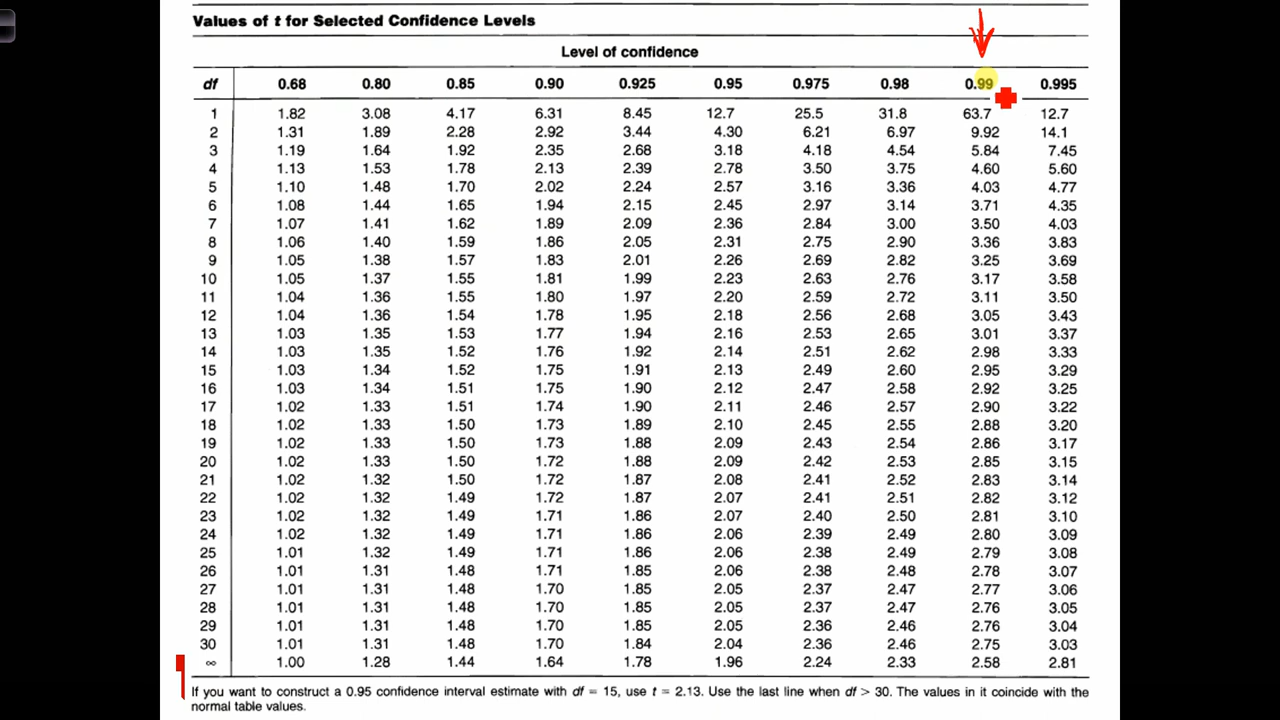 Values of t for Selected Confidence Levels
Level of confidence
df 0.68 0.80 0.85 0.90 0.925 0.95 0.975 0.98 0.99 0.995
1 1.82 3.08 4.17 6.31 8.45 12.7 25.5 31.8 63.7 12.7
2 1.31 1.89 2.28 2.92 3.44 4.30 6.21 6.97 9.92 14.1
3 1.19 1.64 1.92 2.35 2.68 3.18 4.18 4.54 5.84 7.45
4 1.13 1.53 1.78 2.13 2.39 2.78 3.50 3.75 4.60 5.60
5 1.10 1.48 1.70 2.02 2.24 2.57 3.16 3.36 4.03 4.77
6 1.08 1.44 1.65 1.94 2.15 2.45 2.97 3.14 3.71 4.35
7 1.07 1.41 1.62 1.89 2.09 2.36 2.84 3.00 3.50 4.03
8 1.06 1.40 1.59 1.86 2.05 2.31 2.75 2.90 3.36 3.83
9 1.05 1.38 1.57 1.83 2.01 2.26 2.69 2.82 3.25 3.69
10 1.05 1.37 1.55 1.81 1.99 2.23 2.63 2.76 3.17 3.58
11 1.04 1.36 1.55 1.80 1.97 2.20 2.59 2.72 3.11 3.50
12 1.04 1.36 1.54 1.78 1.95 2.18 2.56 2.68 3.05 3.43
13 1.03 1.35 1.53 1.77 1.94 2.16 2.53 2.65 3.01 3.37
14 1.03 1.35 1.52 1.76 1.92 2.14 2.51 2.62 2.98 3.33
15 1.03 1.34 1.52 1.75 1.91 2.13 2.49 2.60 2.95 3.29
16 1.03 1.34 1.51 1.75 1.90 2.12 2.47 2.58 2.92 3.25
17 1.02 1.33 1.51 1.74 1.90 2.11 2.46 2.57 2.90 3.22
18 1.02 1.33 1.50 1.73 1.89 2.10 2.45 2.55 2.88 3.20
19 1.02 1.33 1.50 1.73 1.88 2.09 2.43 2.54 2.86 3.17
20 1.02 1.33 1.50 1.72 1.88 2.09 2.42 2.53 2.85 3.15
21 1.02 1.32 1.50 1.72 1.87 2.08 2.41 2.52 2.83 3.14
22 1.02 1.32 1.49 1.72 1.87 2.07 2.41 2.51 2.82 3.12
23 1.02 1.32 1.49 1.71 1.86 2.07 2.40 2.50 2.81 3.10
24 1.02 1.32 1.49 1.71 1.86 2.06 2.39 2.49 2.80 3.09
25 1.01 1.32 1.49 1.71 1.86 2.06 2.38 2.49 2.79 3.08
26 1.01 1.31 1.48 1.71 1.85 2.06 2.38 2.48 2.78 3.07
27 1.01 1.31 1.48 1.70 1.85 2.05 2.37 2.47 2.77 3.06
28 1.01 1.31 1.48 1.70 1.85 2.05 2.37 2.47 2.76 3.05
29 1.01 1.31 1.48 1.70 1.85 2.05 2.36 2.46 2.76 3.04
30 1.01 1.31 1.48 1.70 1.84 2.04 2.36 2.46 2.75 3.03
∞ 1.00 1.28 1.44 1.64 1.78 1.96 2.24 2.33 2.58 2.81
If you want to construct a 0.95 confidence interval estimate with df = 15, use t = 2.13. Use the last line when df > 30. The values in it coincide with the
normal table values.